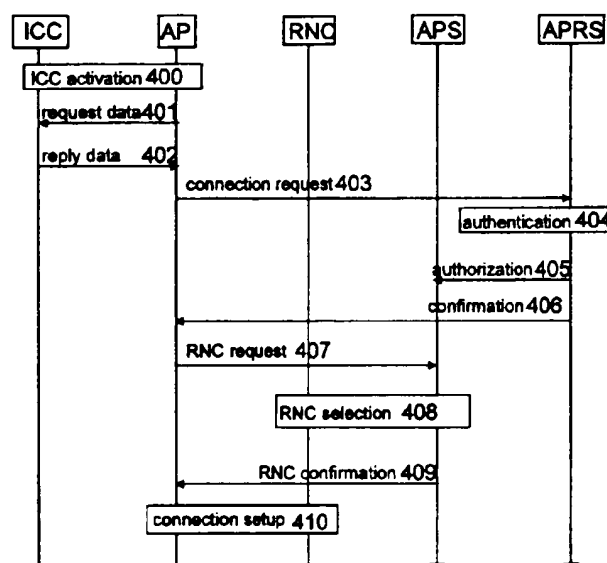 ICC AP RNC APS APRS
ICC activation 400
request data 401
reply data 402
connection request 403
authentication 404
authorization 405
confirmation 406
RNC request 407
RNC selection 408
RNC confirmation 409
connection setup 410